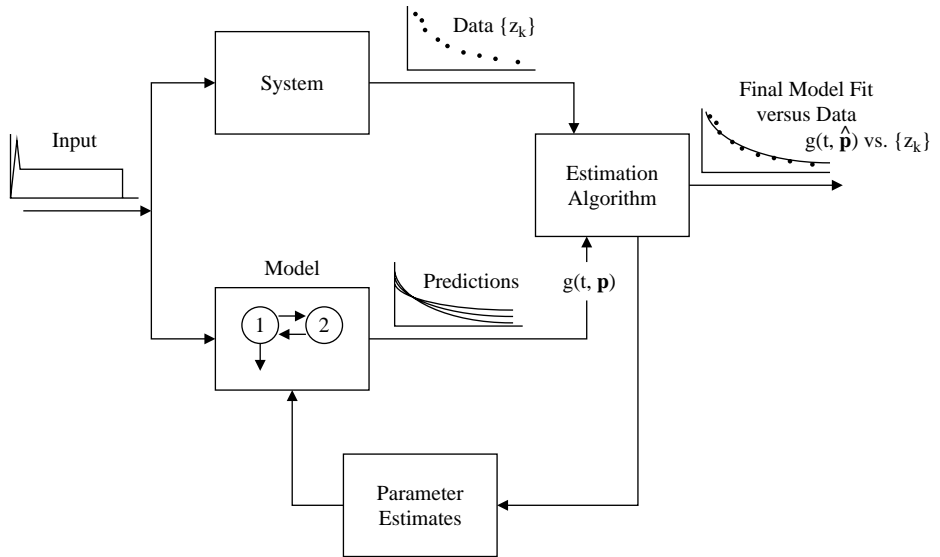 Data {z_k}
System
Final Model Fit
versus Data
g(t, p̂) vs. {z_k}
Input
Estimation
Algorithm
Model
Predictions
g(t, p)
1
2
Parameter
Estimates